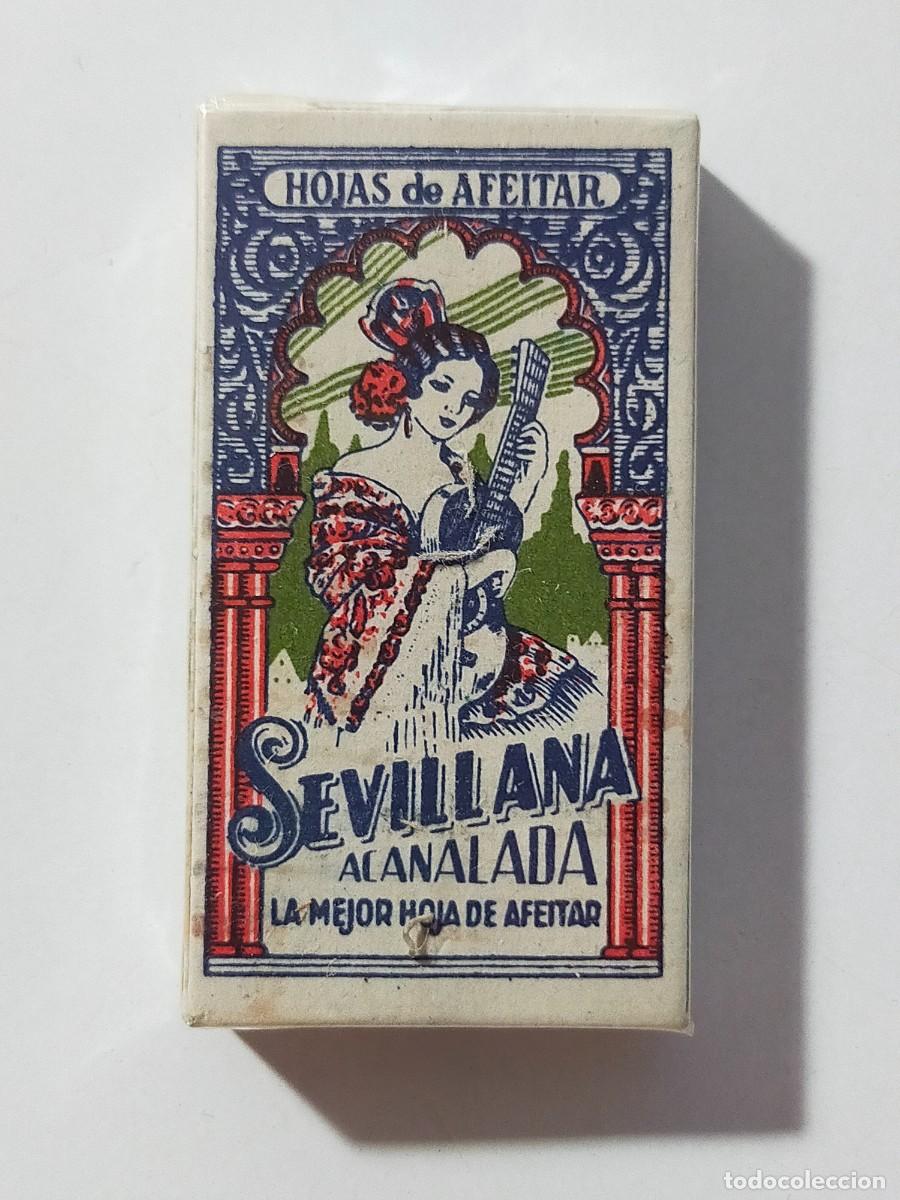 HOJAS de AFEITAR
SEVILLANA
ACANALADA
LA MEJOR HOJA DE AFEITAR
todocoleccion